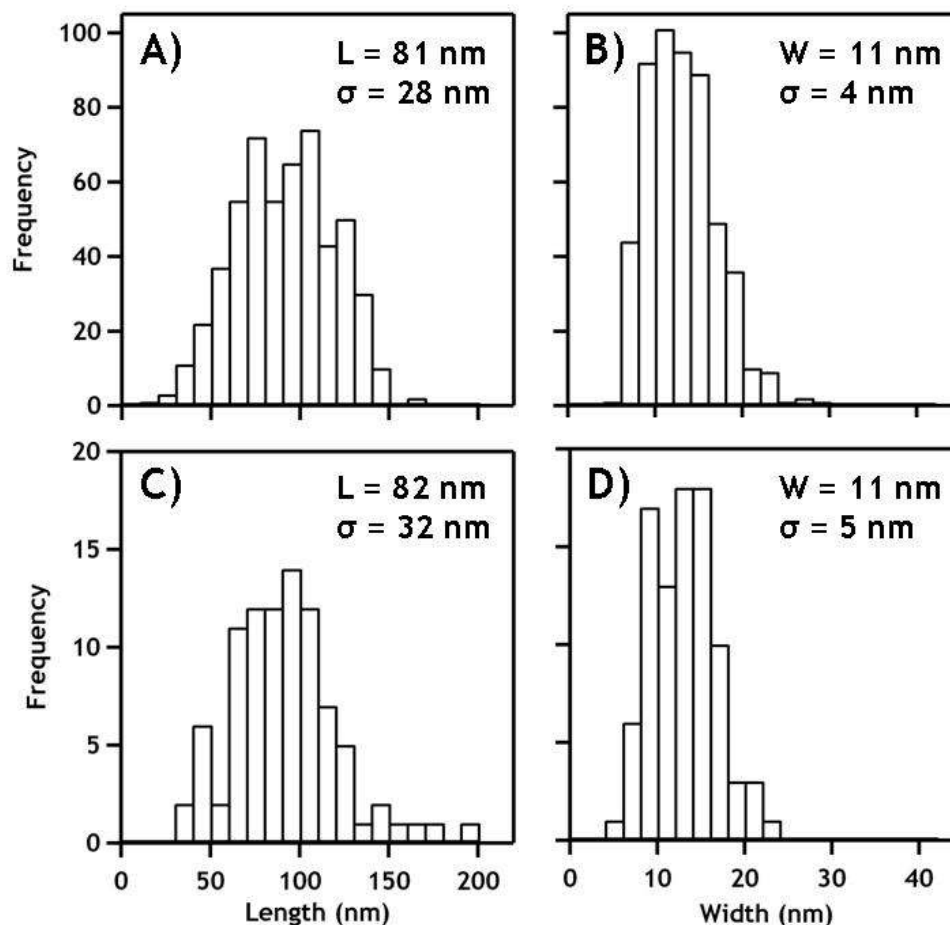 A)
L = 81 nm
σ = 28 nm
B)
W = 11 nm
σ = 4 nm
100
80
60
40
20
0
Frequency
C)
L = 82 nm
σ = 32 nm
D)
W = 11 nm
σ = 5 nm
20
15
10
5
0
Frequency
0 50 100 150 200
Length (nm)
0 10 20 30 40
Width (nm)